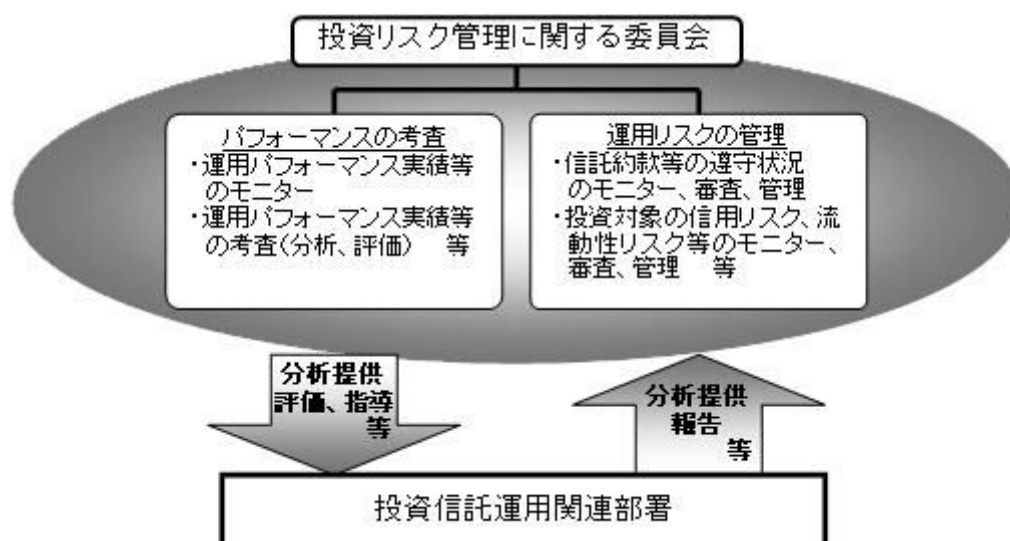 投資リスク管理に関する委員会
パフォーマンスの考査
・運用パフォーマンス実績等
のモニター
・運用パフォーマンス実績等
の考査(分析、評価) 等
運用リスクの管理
・信託約款等の遵守状況
のモニター、審査、管理
・投資対象の信用リスク、流
動性リスク等のモニター、
審査、管理 等
分析提供
評価、指導
等
分析提供
報告
等
投資信託運用関連部署